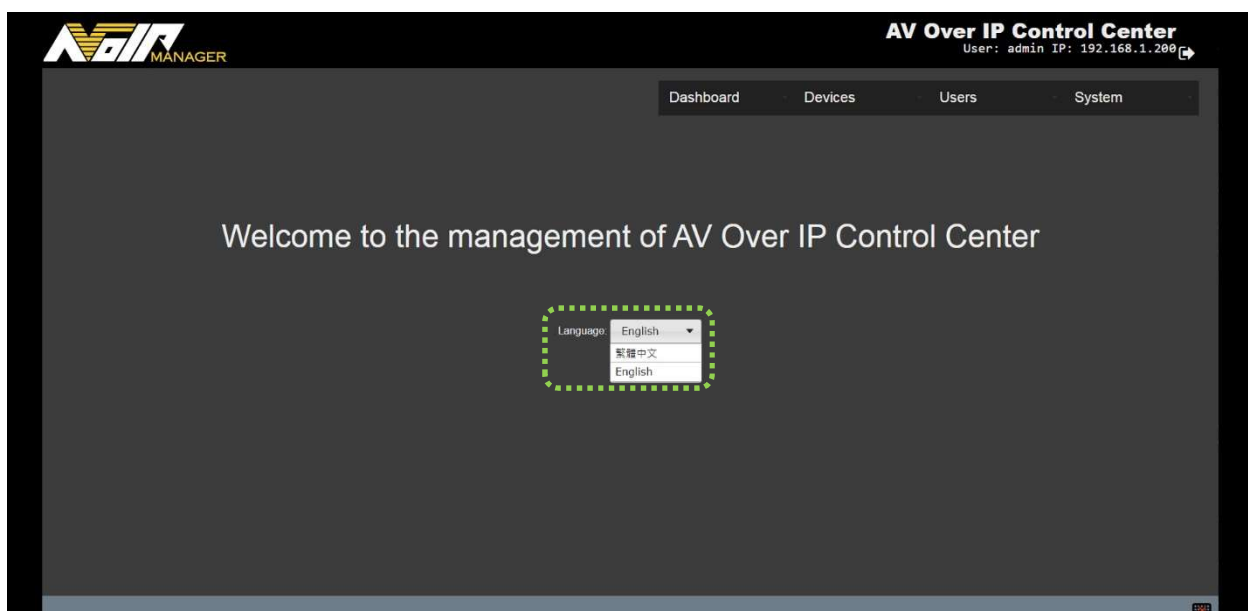 AVoIP MANAGER
AV Over IP Control Center
User: admin IP: 192.168.1.200
Dashboard Devices Users System
Welcome to the management of AV Over IP Control Center
Language: English
繁體中文
English